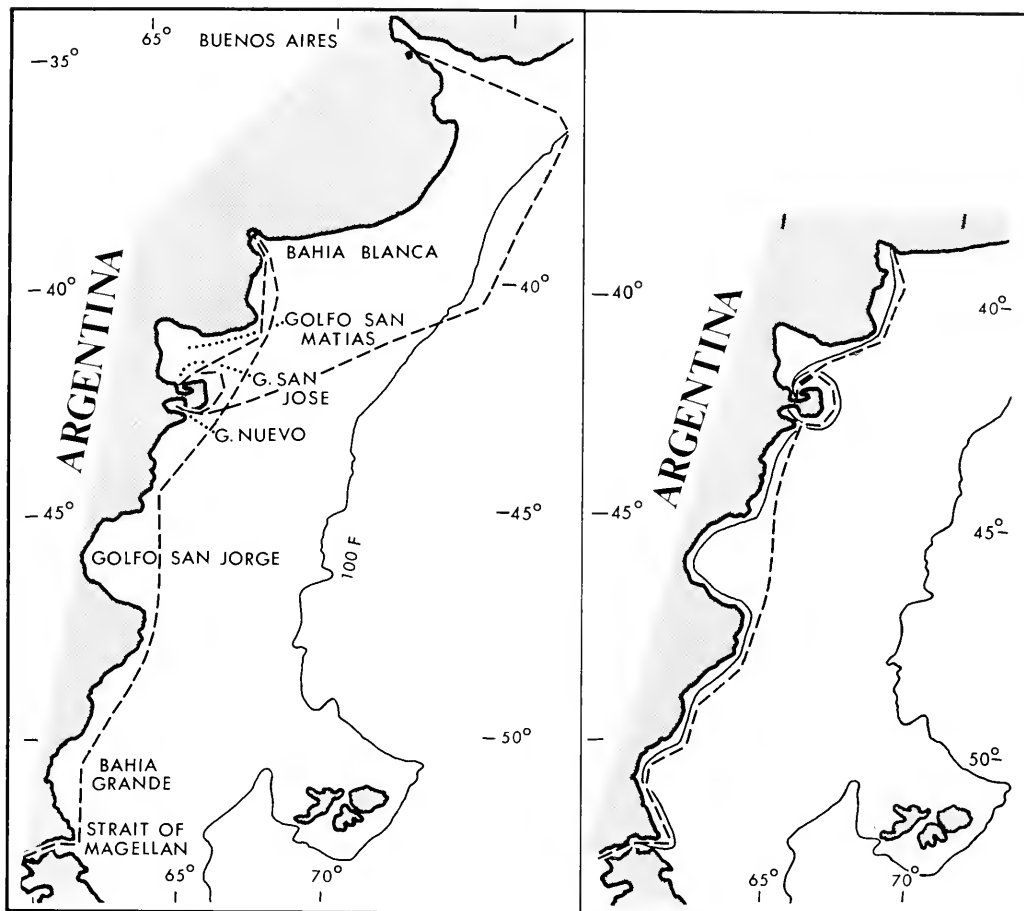 65°
BUENOS AIRES
—35°
ARGENTINA
BAHIA BLANCA
—40°
—40°
GOLFO SAN
MATIAS
G. SAN
JOSE
G. NUEVO
—45°
—45°
GOLFO SAN JORGE
100 F
—50°
BAHIA
GRANDE
STRAIT OF
MAGELLAN
65°
70°
ARGENTINA
—40°
40°
—45°
45°
50°
65°
70°